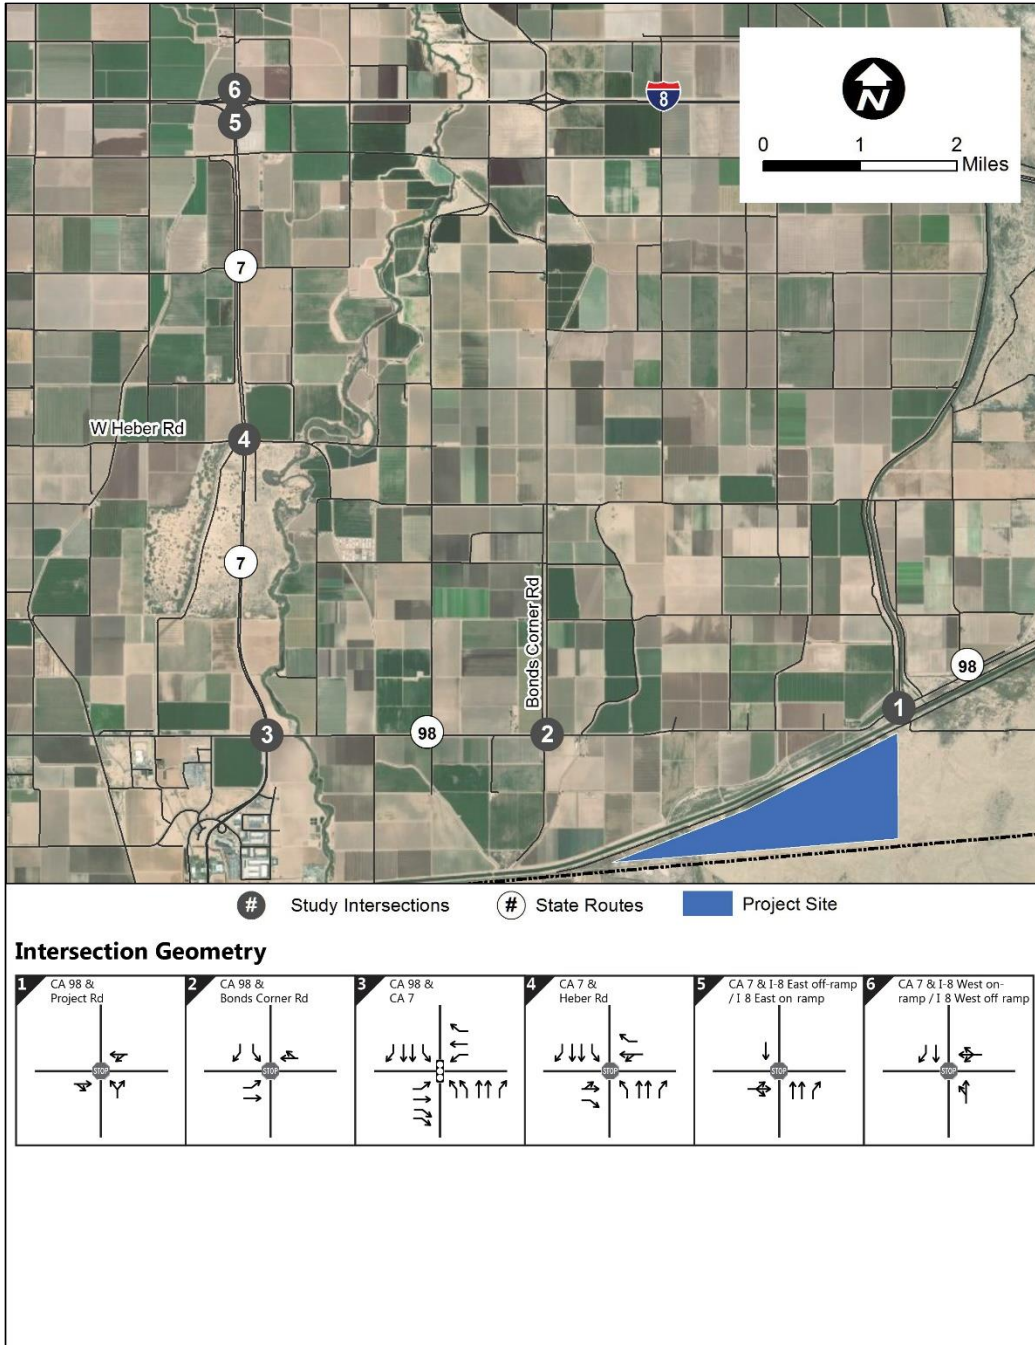 6
5
8
N
0 1 2
Miles
7
W Heber Rd
4
7
Bonds Corner Rd
98
1
3
98
2
# Study Intersections # State Routes Project Site
Intersection Geometry
1 CA 98 &
Project Rd
STOP
2 CA 98 &
Bonds Corner Rd
STOP
3 CA 98 &
CA 7
4 CA 7 &
Heber Rd
STOP
5 CA 7 & I-8 East off-ramp
/ I 8 East on ramp
STOP
6 CA 7 & I-8 West on-
ramp / I 8 West off ramp
STOP